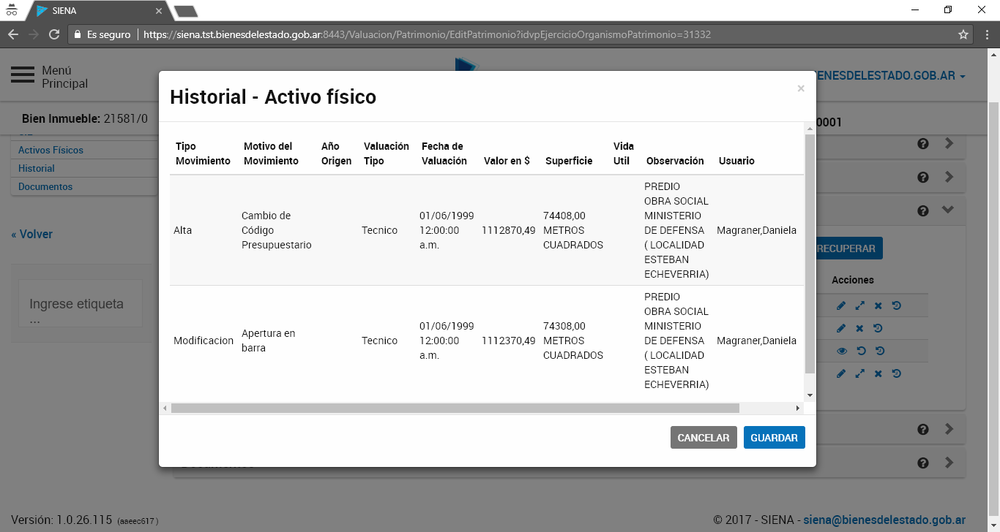 SIENA
Es seguro
https://siena.tst.bienesdelestado.gob.ar:8443/Valuacion/Patrimonio/EditPatrimonio?idvpEjercicioOrganismoPatrimonio=31332
Menú
Principal
ENESDELESTADO.GOB.AR
Bien Inmueble: 21581/0
0001
Activos Físicos
Historial
Documentos
« Volver
Ingrese etiqueta
...
RECUPERAR
Acciones
Historial - Activo físico
×
Tipo Movimiento Motivo del Movimiento Año Origen Valuación Tipo Fecha de Valuación Valor en $ Superficie Vida Util Observación Usuario
Alta
Cambio de
Código
Presupuestario
Tecnico
01/06/1999
12:00:00
a.m.
1112870,49
74408,00
METROS
CUADRADOS
PREDIO
OBRA SOCIAL
MINISTERIO
DE DEFENSA
( LOCALIDAD
ESTEBAN
ECHEVERRIA)
Magraner,Daniela
Modificacion
Apertura en
barra
Tecnico
01/06/1999
12:00:00
a.m.
1112370,49
74308,00
METROS
CUADRADOS
PREDIO
OBRA SOCIAL
MINISTERIO
DE DEFENSA
( LOCALIDAD
ESTEBAN
ECHEVERRIA)
Magraner,Daniela
CANCELAR
GUARDAR
Versión: 1.0.26.115 (aaeec617)
© 2017 - SIENA - siena@bienesdelestado.gob.ar